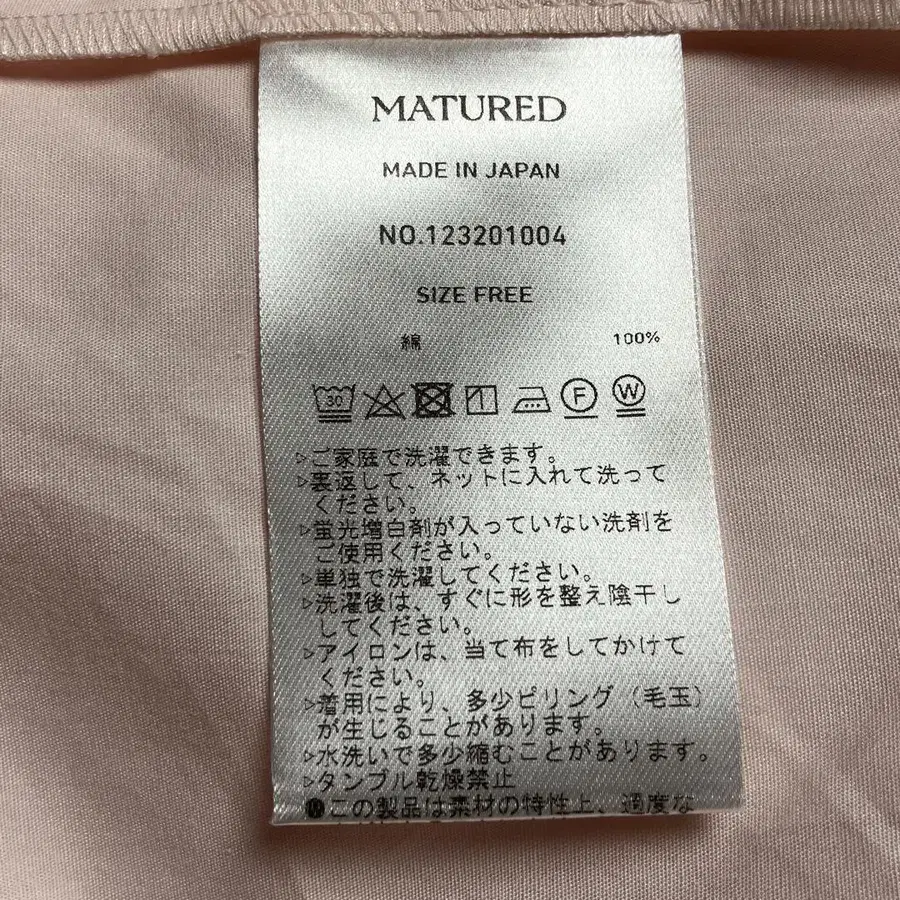 MATURED
MADE IN JAPAN
NO.123201004
SIZE FREE
綿 100%
30 F W
▷ご家庭で洗濯できます。
▷裏返して、ネットに入れて洗って
ください。
▷蛍光増白剤が入っていない洗剤を
ご使用ください。
▷単独で洗濯してください。
▷洗濯後は、すぐに形を整え陰干し
してください。
▷アイロンは、当て布をしてかけて
ください。
▷着用により、多少ピリング（毛玉）
が生じることがあります。
▷水洗いで多少縮むことがあります。
▷タンブル乾燥禁止
●この製品は素材の特性上、適度な